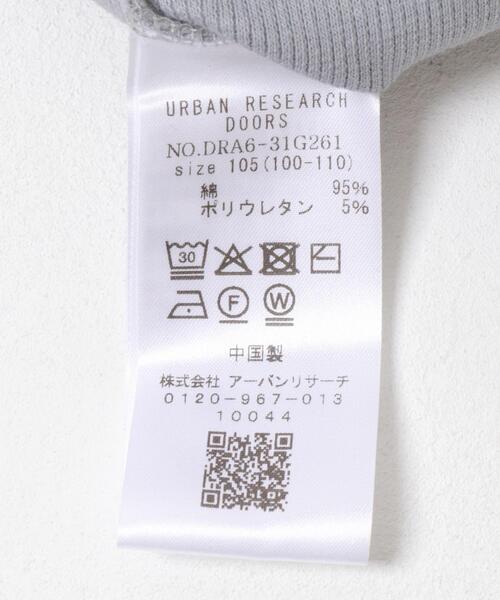 URBAN RESEARCH
DOORS
NO.DRA6-31G261
size 105(100-110)
綿 95%
ポリウレタン 5%
30
F W
中国製
株式会社 アーバンリサーチ
0120-967-013
10044